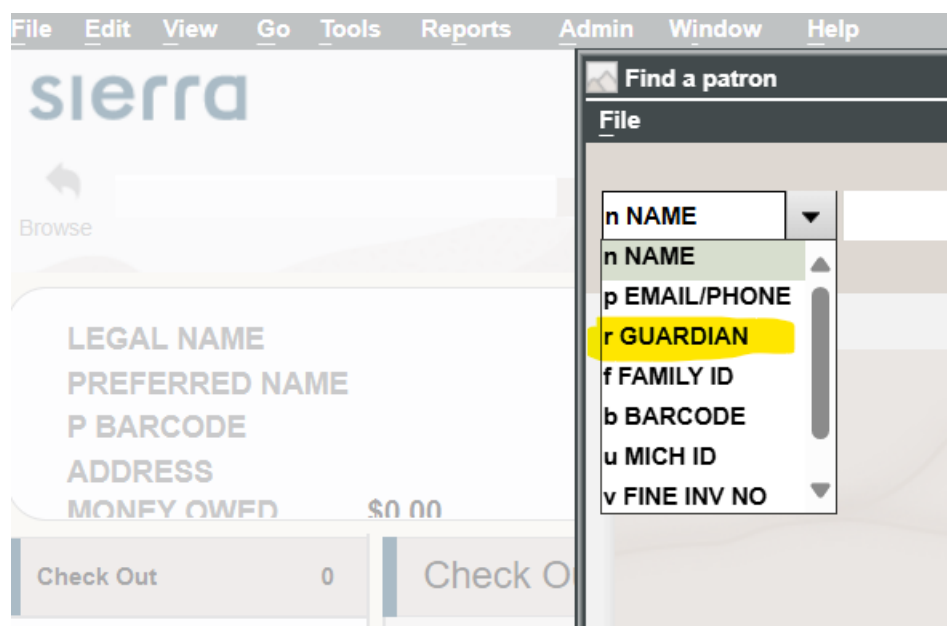 File Edit View Go Tools Reports Admin Window Help
sierra
Browse
LEGAL NAME
PREFERRED NAME
P BARCODE
ADDRESS
MONEY OWED $0.00
Check Out 0
Check O
Find a patron
File
n NAME
n NAME
p EMAIL/PHONE
r GUARDIAN
f FAMILY ID
b BARCODE
u MICH ID
v FINE INV NO